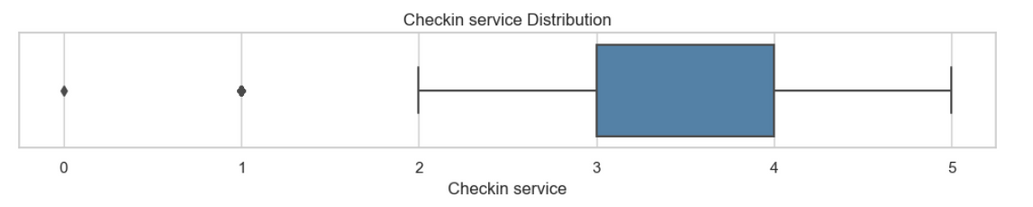 Checkin service Distribution
0 1 2 3 4 5
Checkin service